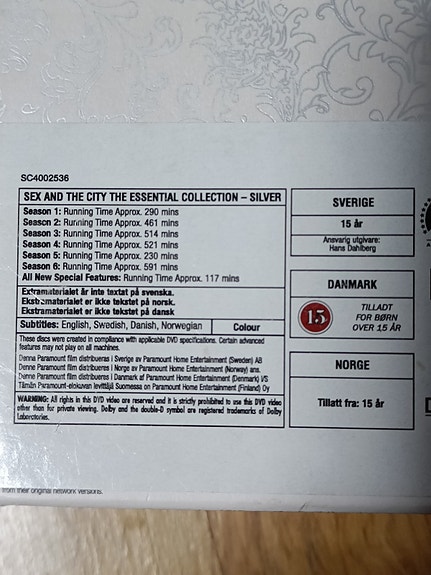 SC4002536
SEX AND THE CITY THE ESSENTIAL COLLECTION – SILVER
Season 1: Running Time Approx. 290 mins
Season 2: Running Time Approx. 461 mins
Season 3: Running Time Approx. 514 mins
Season 4: Running Time Approx. 521 mins
Season 5: Running Time Approx. 230 mins
Season 6: Running Time Approx. 591 mins
All New Special Features: Running Time Approx. 117 mins
Extramaterialet är inte textat på svenska.
Ekstramaterialet er ikke tekstet på norsk.
Ekstramaterialet er ikke tekstet på dansk
Subtitles: English, Swedish, Danish, Norwegian
Colour
These discs were created in compliance with applicable DVD specifications. Certain advanced
features may not play on all machines.
Denna Paramount film distribueras i Sverige av Paramount Home Entertainment (Sweden) AB
Denne Paramount film distribueres i Norge av Paramount Home Entertainment (Norway) ans.
Denne Paramount film distribueres i Danmark af Paramount Home Entertainment (Denmark) I/S
Tämän Paramount-elokuvan levittäjä Suomessa on Paramount Home Entertainment (Finland) Oy
WARNING: All rights in this DVD video are reserved and it is strictly prohibited to use this DVD video
other than for private viewing. Dolby and the double-D symbol are registered trademarks of Dolby
Laboratories.
SVERIGE
15 år
Ansvarig utgivare:
Hans Dahlberg
DANMARK
15
TILLADT
FOR BØRN
OVER 15 ÅR
NORGE
Tillatt fra: 15 år
from their original network versions.